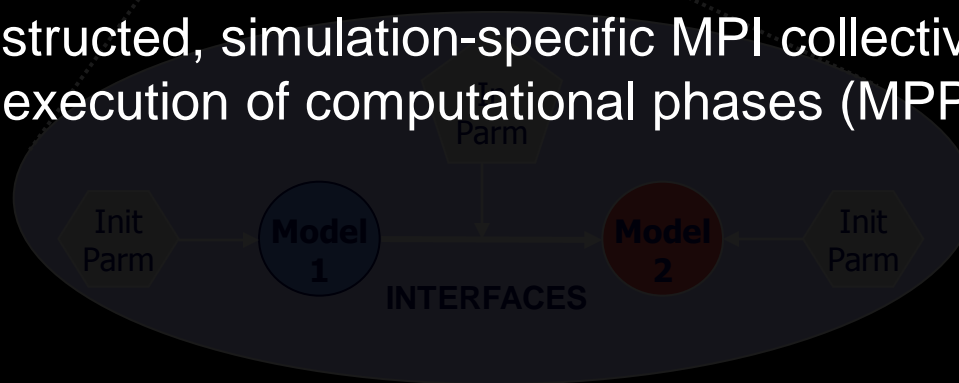 structed, simulation-specific MPI collectiv
execution of computational phases (MPP
Parm
Init
Parm
Model
1
Model
2
Init
Parm
INTERFACES